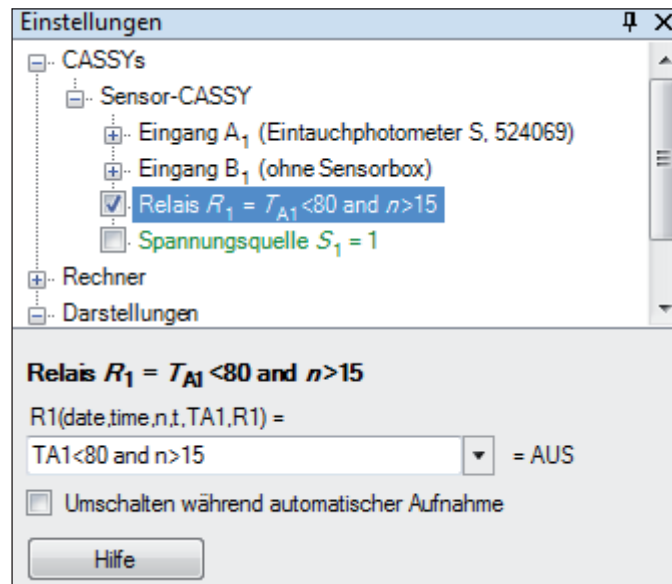 Einstellungen
CASSYs
Sensor-CASSY
Eingang A₁ (Eintauchphotometer S, 524069)
Eingang B₁ (ohne Sensorbox)
Relais R₁ = T_A1 <80 and n>15
Spannungsquelle S₁ = 1
Rechner
Darstellungen
Relais R₁ = T_A1 <80 and n>15
R1(date,time,n,t,TA1,R1) =
TA1<80 and n>15 = AUS
Umschalten während automatischer Aufnahme
Hilfe